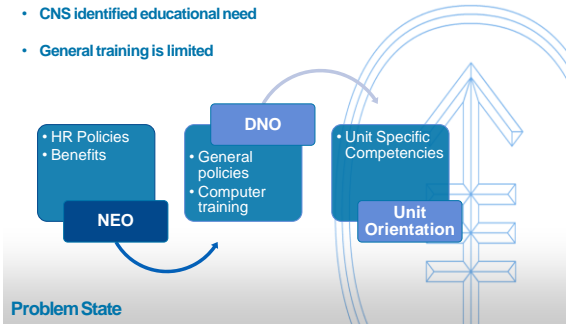 • CNS identified educational need
• General training is limited
• HR Policies
• Benefits
NEO
DNO
• General
policies
• Computer
training
• Unit Specific
Competencies
Unit
Orientation
Problem State